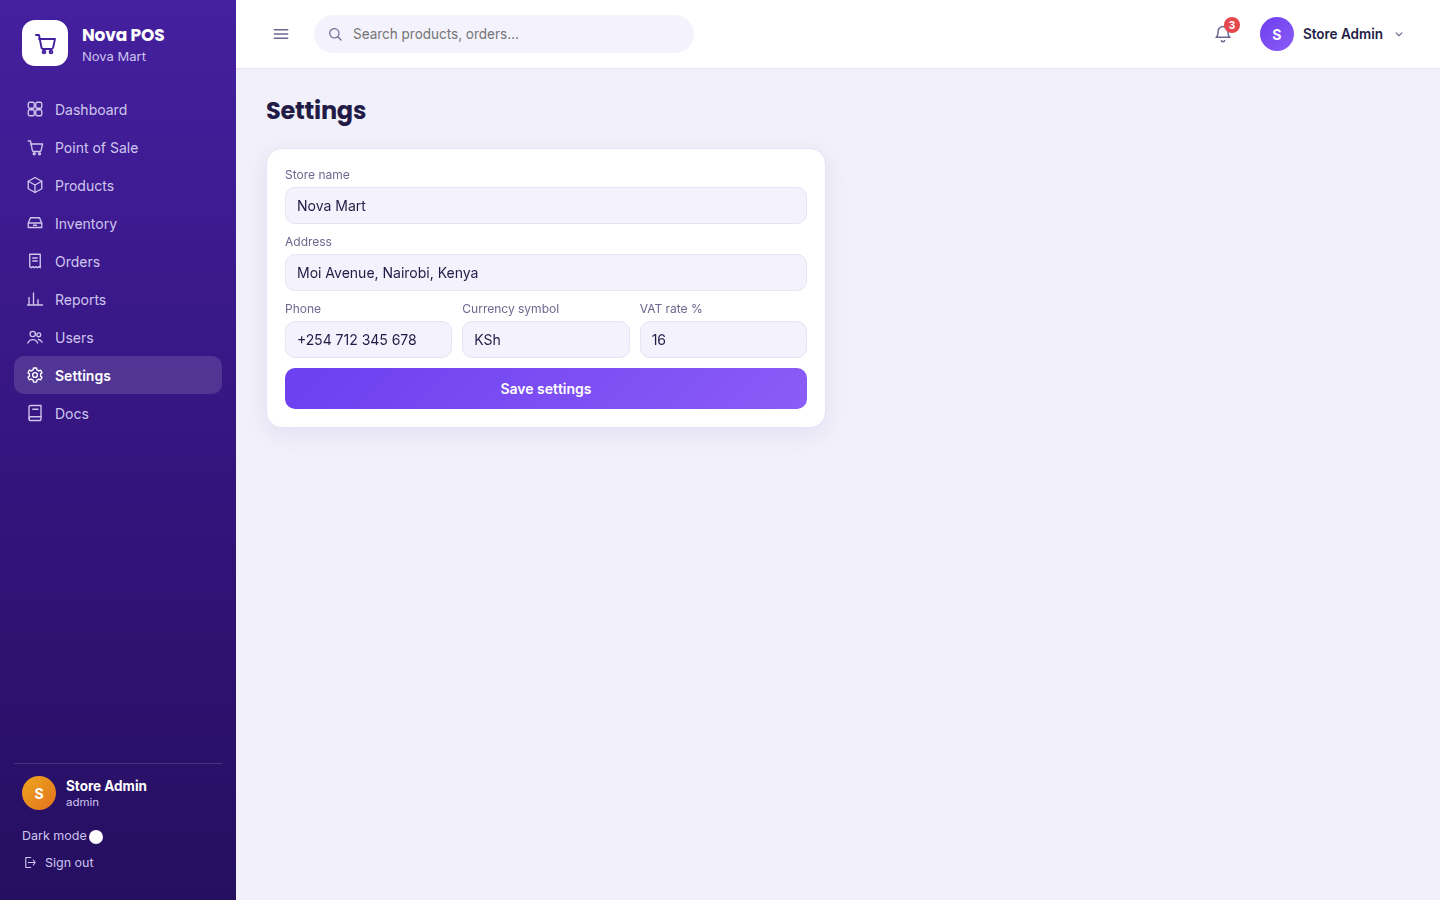 Nova POS
Nova Mart
Dashboard
Point of Sale
Products
Inventory
Orders
Reports
Users
Settings
Docs
S
Store Admin
admin
Dark mode
Sign out
Search products, orders...
3
S
Store Admin
Settings
Store name
Nova Mart
Address
Moi Avenue, Nairobi, Kenya
Phone
Currency symbol
VAT rate %
+254 712 345 678
KSh
16
Save settings